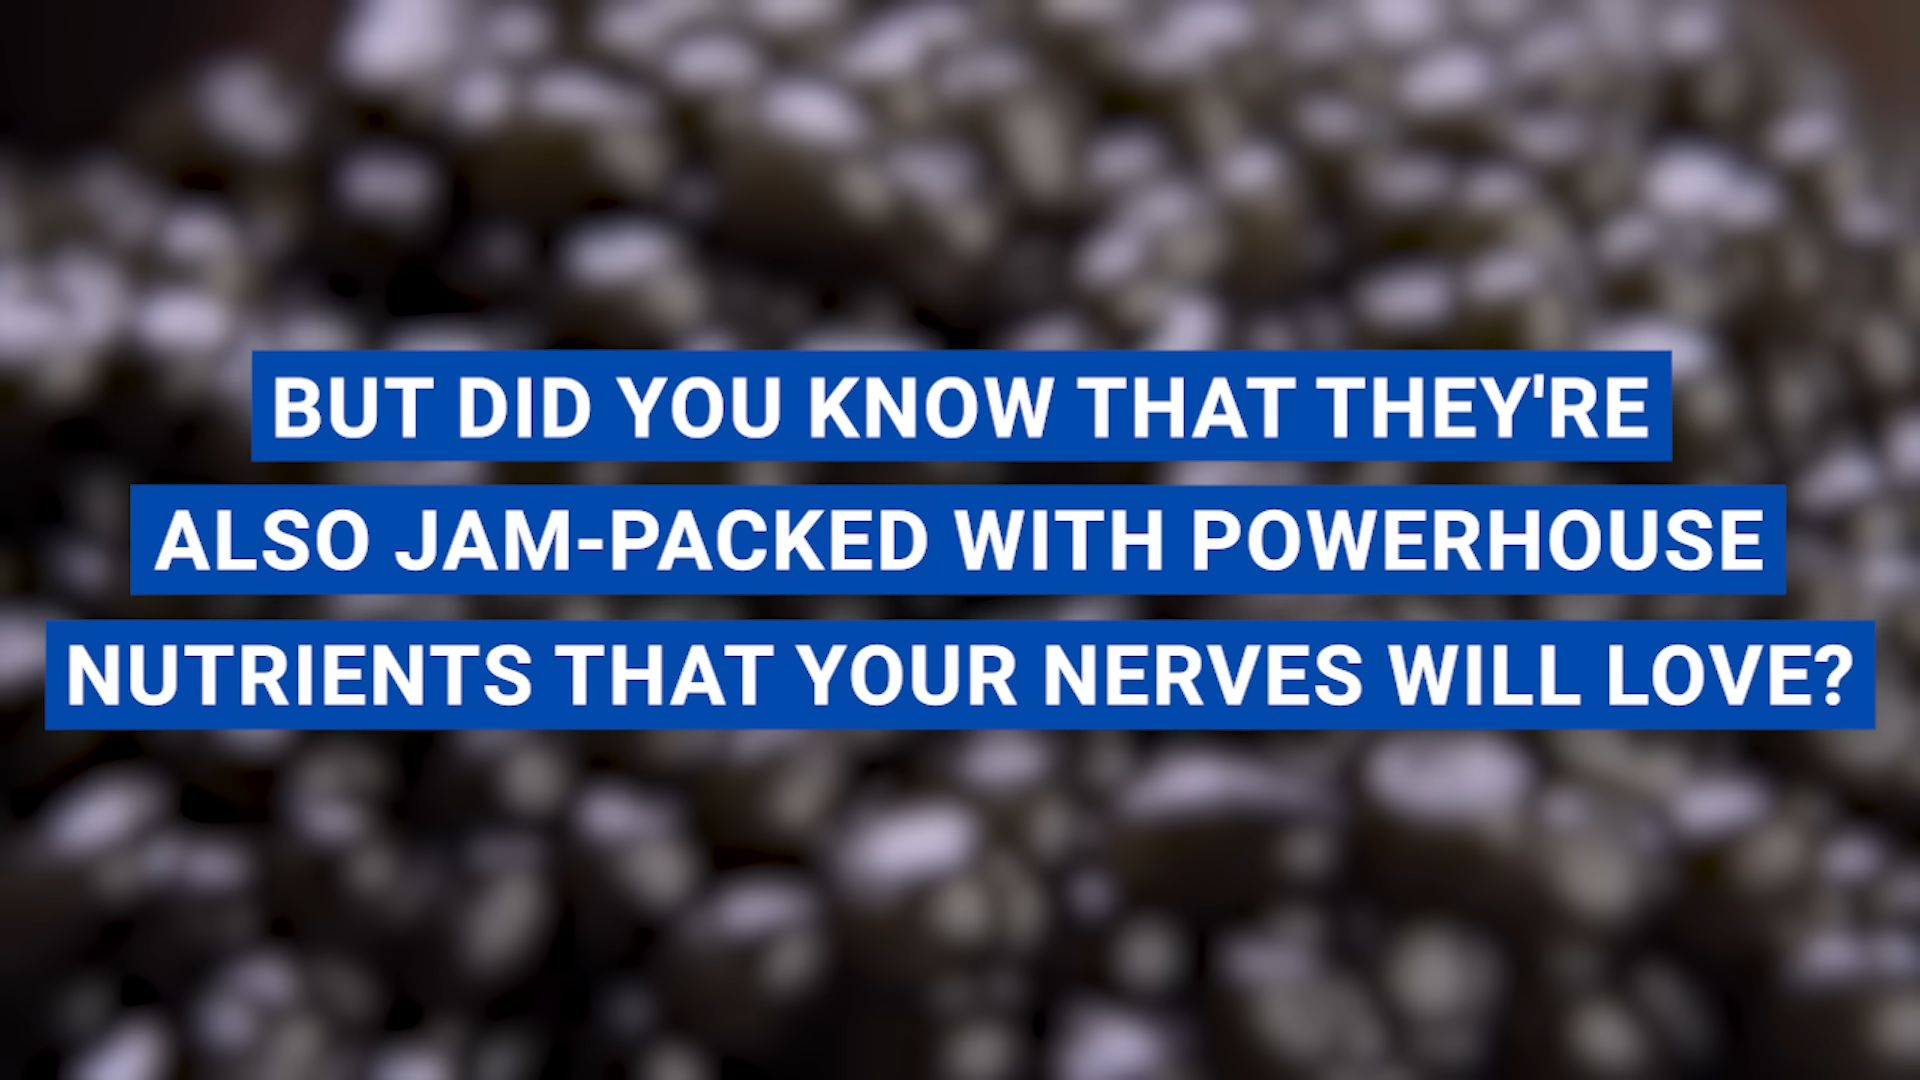 BUT DID YOU KNOW THAT THEY'RE
ALSO JAM-PACKED WITH POWERHOUSE
NUTRIENTS THAT YOUR NERVES WILL LOVE?